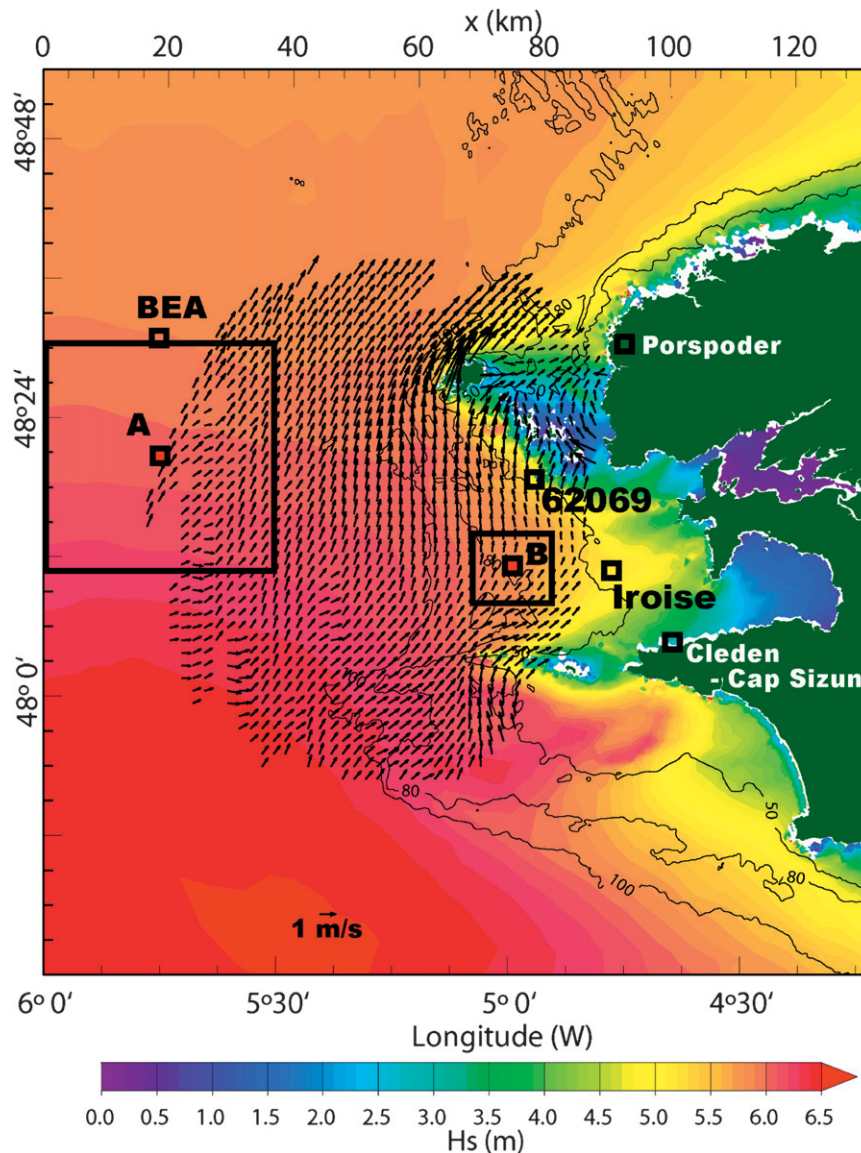 x (km)
0 20 40 60 80 100 120
48°48'
BEA
80
Porspoder
50
48°24'
A
62069
B
Iroise
Cleden
- Cap Sizun
50
48°0'
100
80
50
80
100
1 m/s
6° 0' 5°30' 5° 0' 4°30'
Longitude (W)
0.0 0.5 1.0 1.5 2.0 2.5 3.0 3.5 4.0 4.5 5.0 5.5 6.0 6.5
Hs (m)